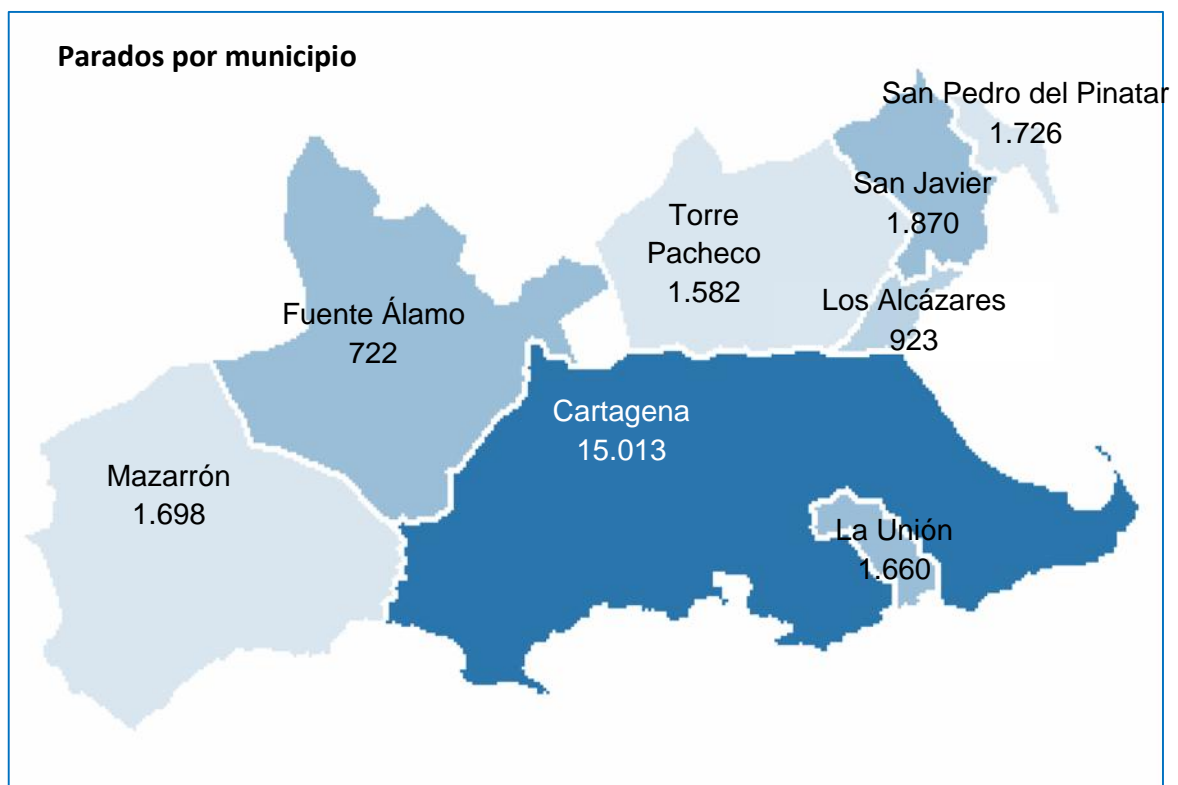 Parados por municipio
San Pedro del Pinatar
1.726
San Javier
1.870
Torre
Pacheco
1.582
Los Alcázares
923
Fuente Álamo
722
Cartagena
15.013
Mazarrón
1.698
La Unión
1.660